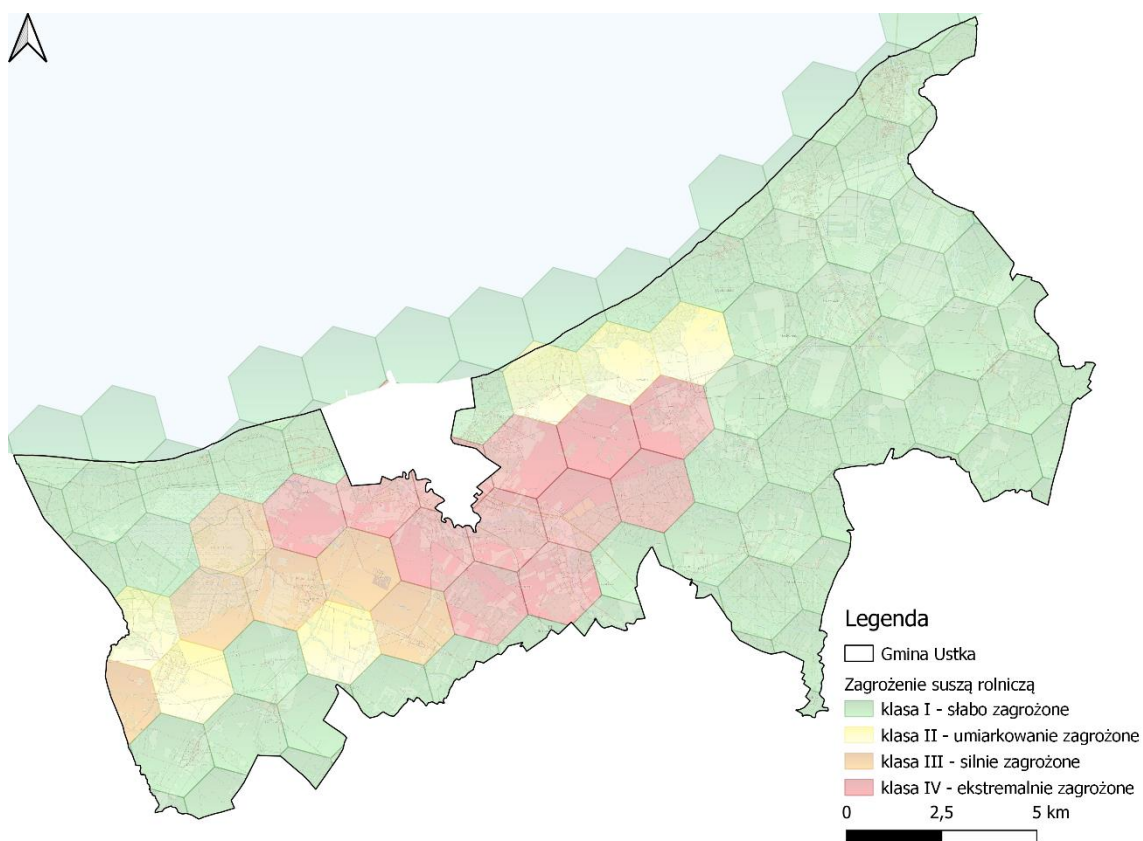 Legenda
Gmina Ustka
Zagrożenie suszą rolniczą
klasa I - słabo zagrożone
klasa II - umiarkowanie zagrożone
klasa III - silnie zagrożone
klasa IV - ekstremalnie zagrożone
0 2,5 5 km